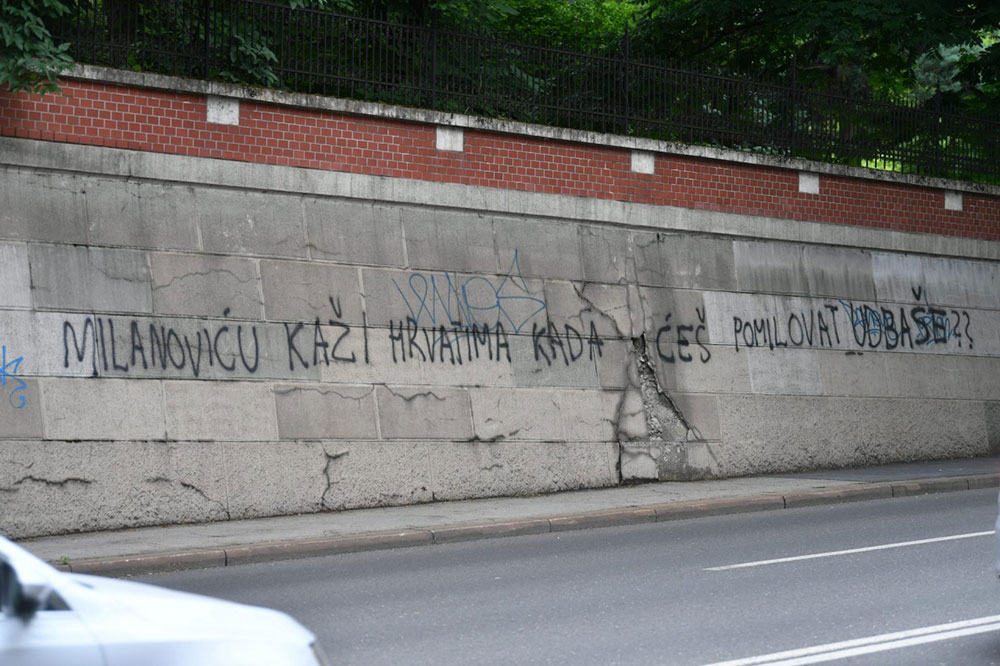 MILANOVIĆU KAŽI HRVATIMA KADA ĆEŠ POMILOVAT UDBAŠE??